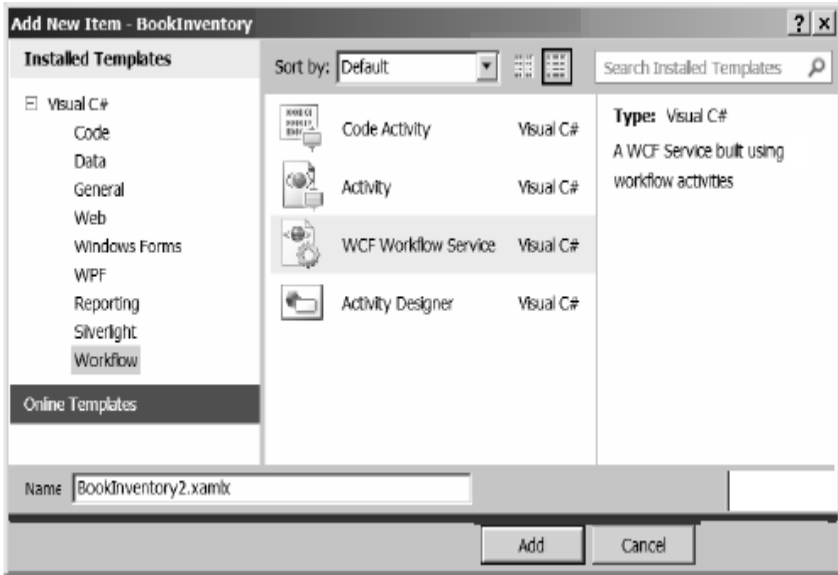 Add New Item - BookInventory
? x
Installed Templates
Visual C#
Code
Data
General
Web
Windows Forms
WPF
Reporting
Silverlight
Workflow
Online Templates
Sort by: Default
Search Installed Templates
Code Activity Visual C#
Activity Visual C#
WCF Workflow Service Visual C#
Activity Designer Visual C#
Type: Visual C#
A WCF Service built using
workflow activities
Name BookInventory2.xamlx
Add
Cancel